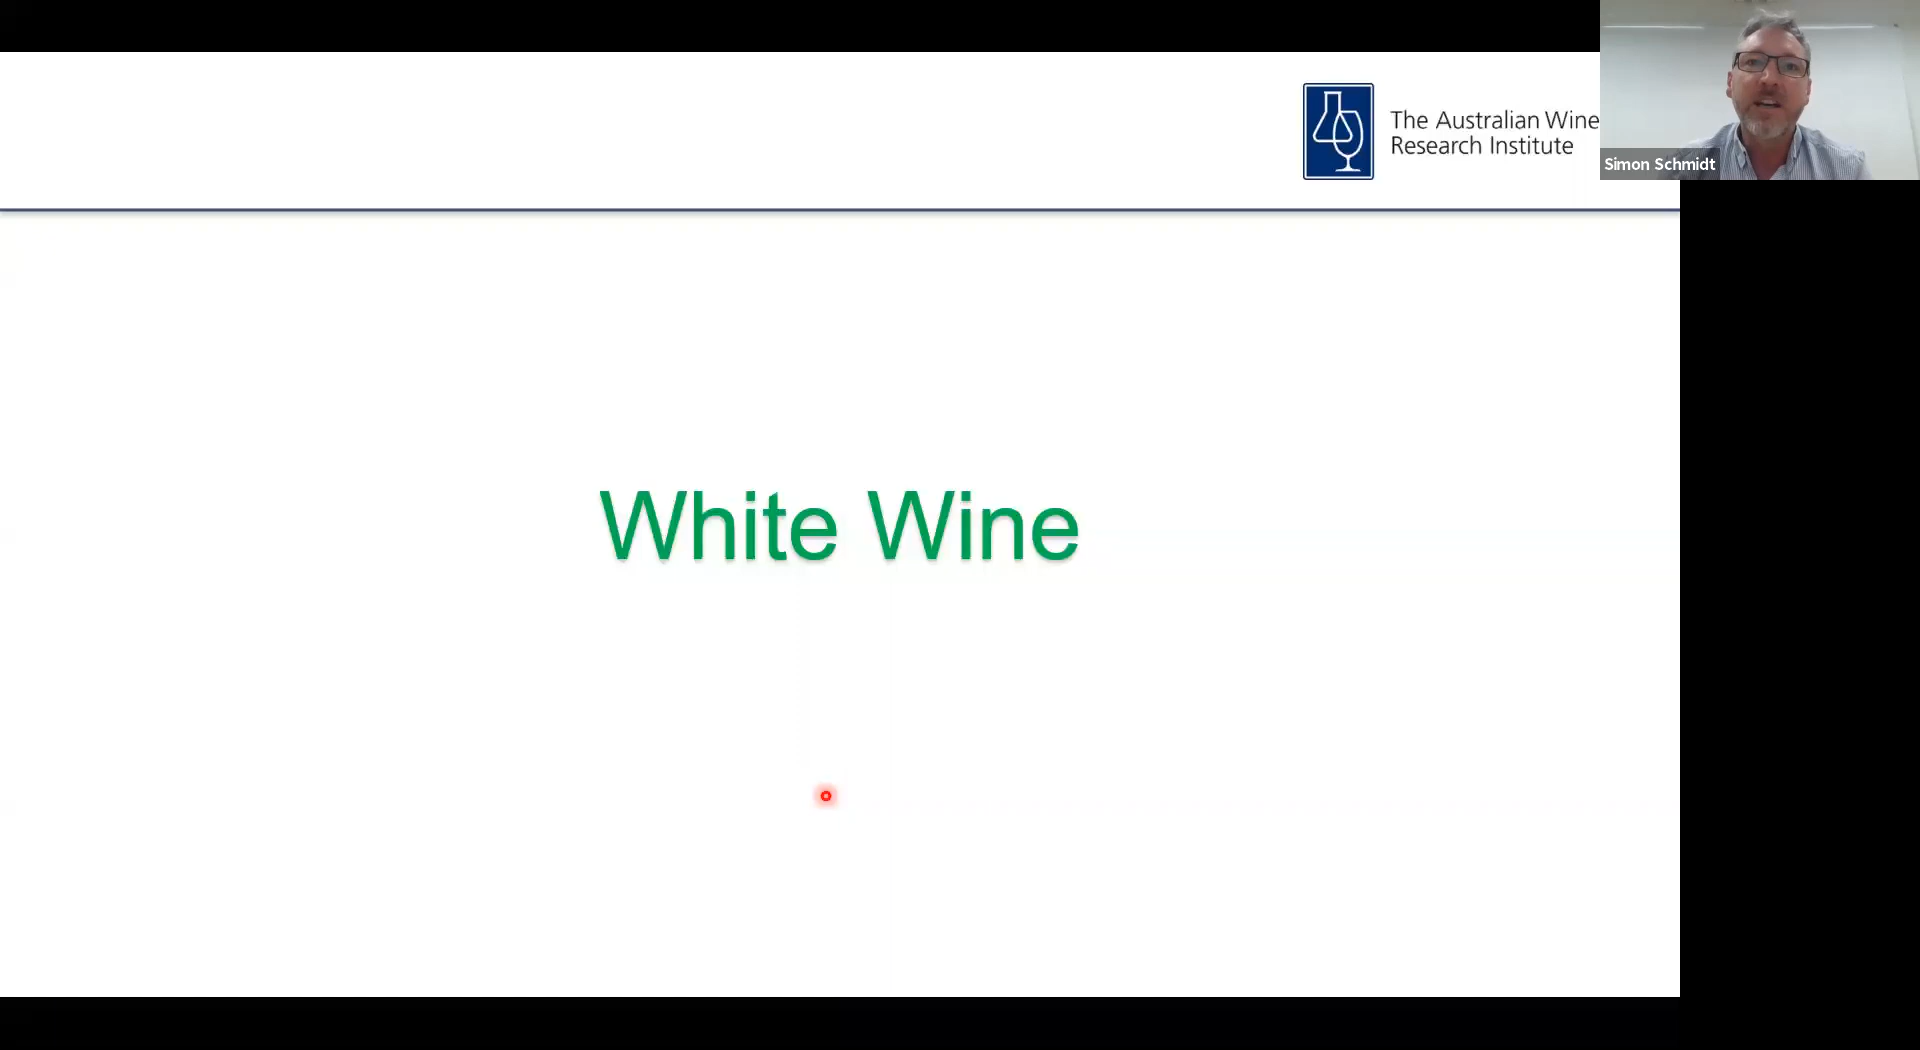 The Australian Wine
Research Institute
Simon Schmidt
White Wine